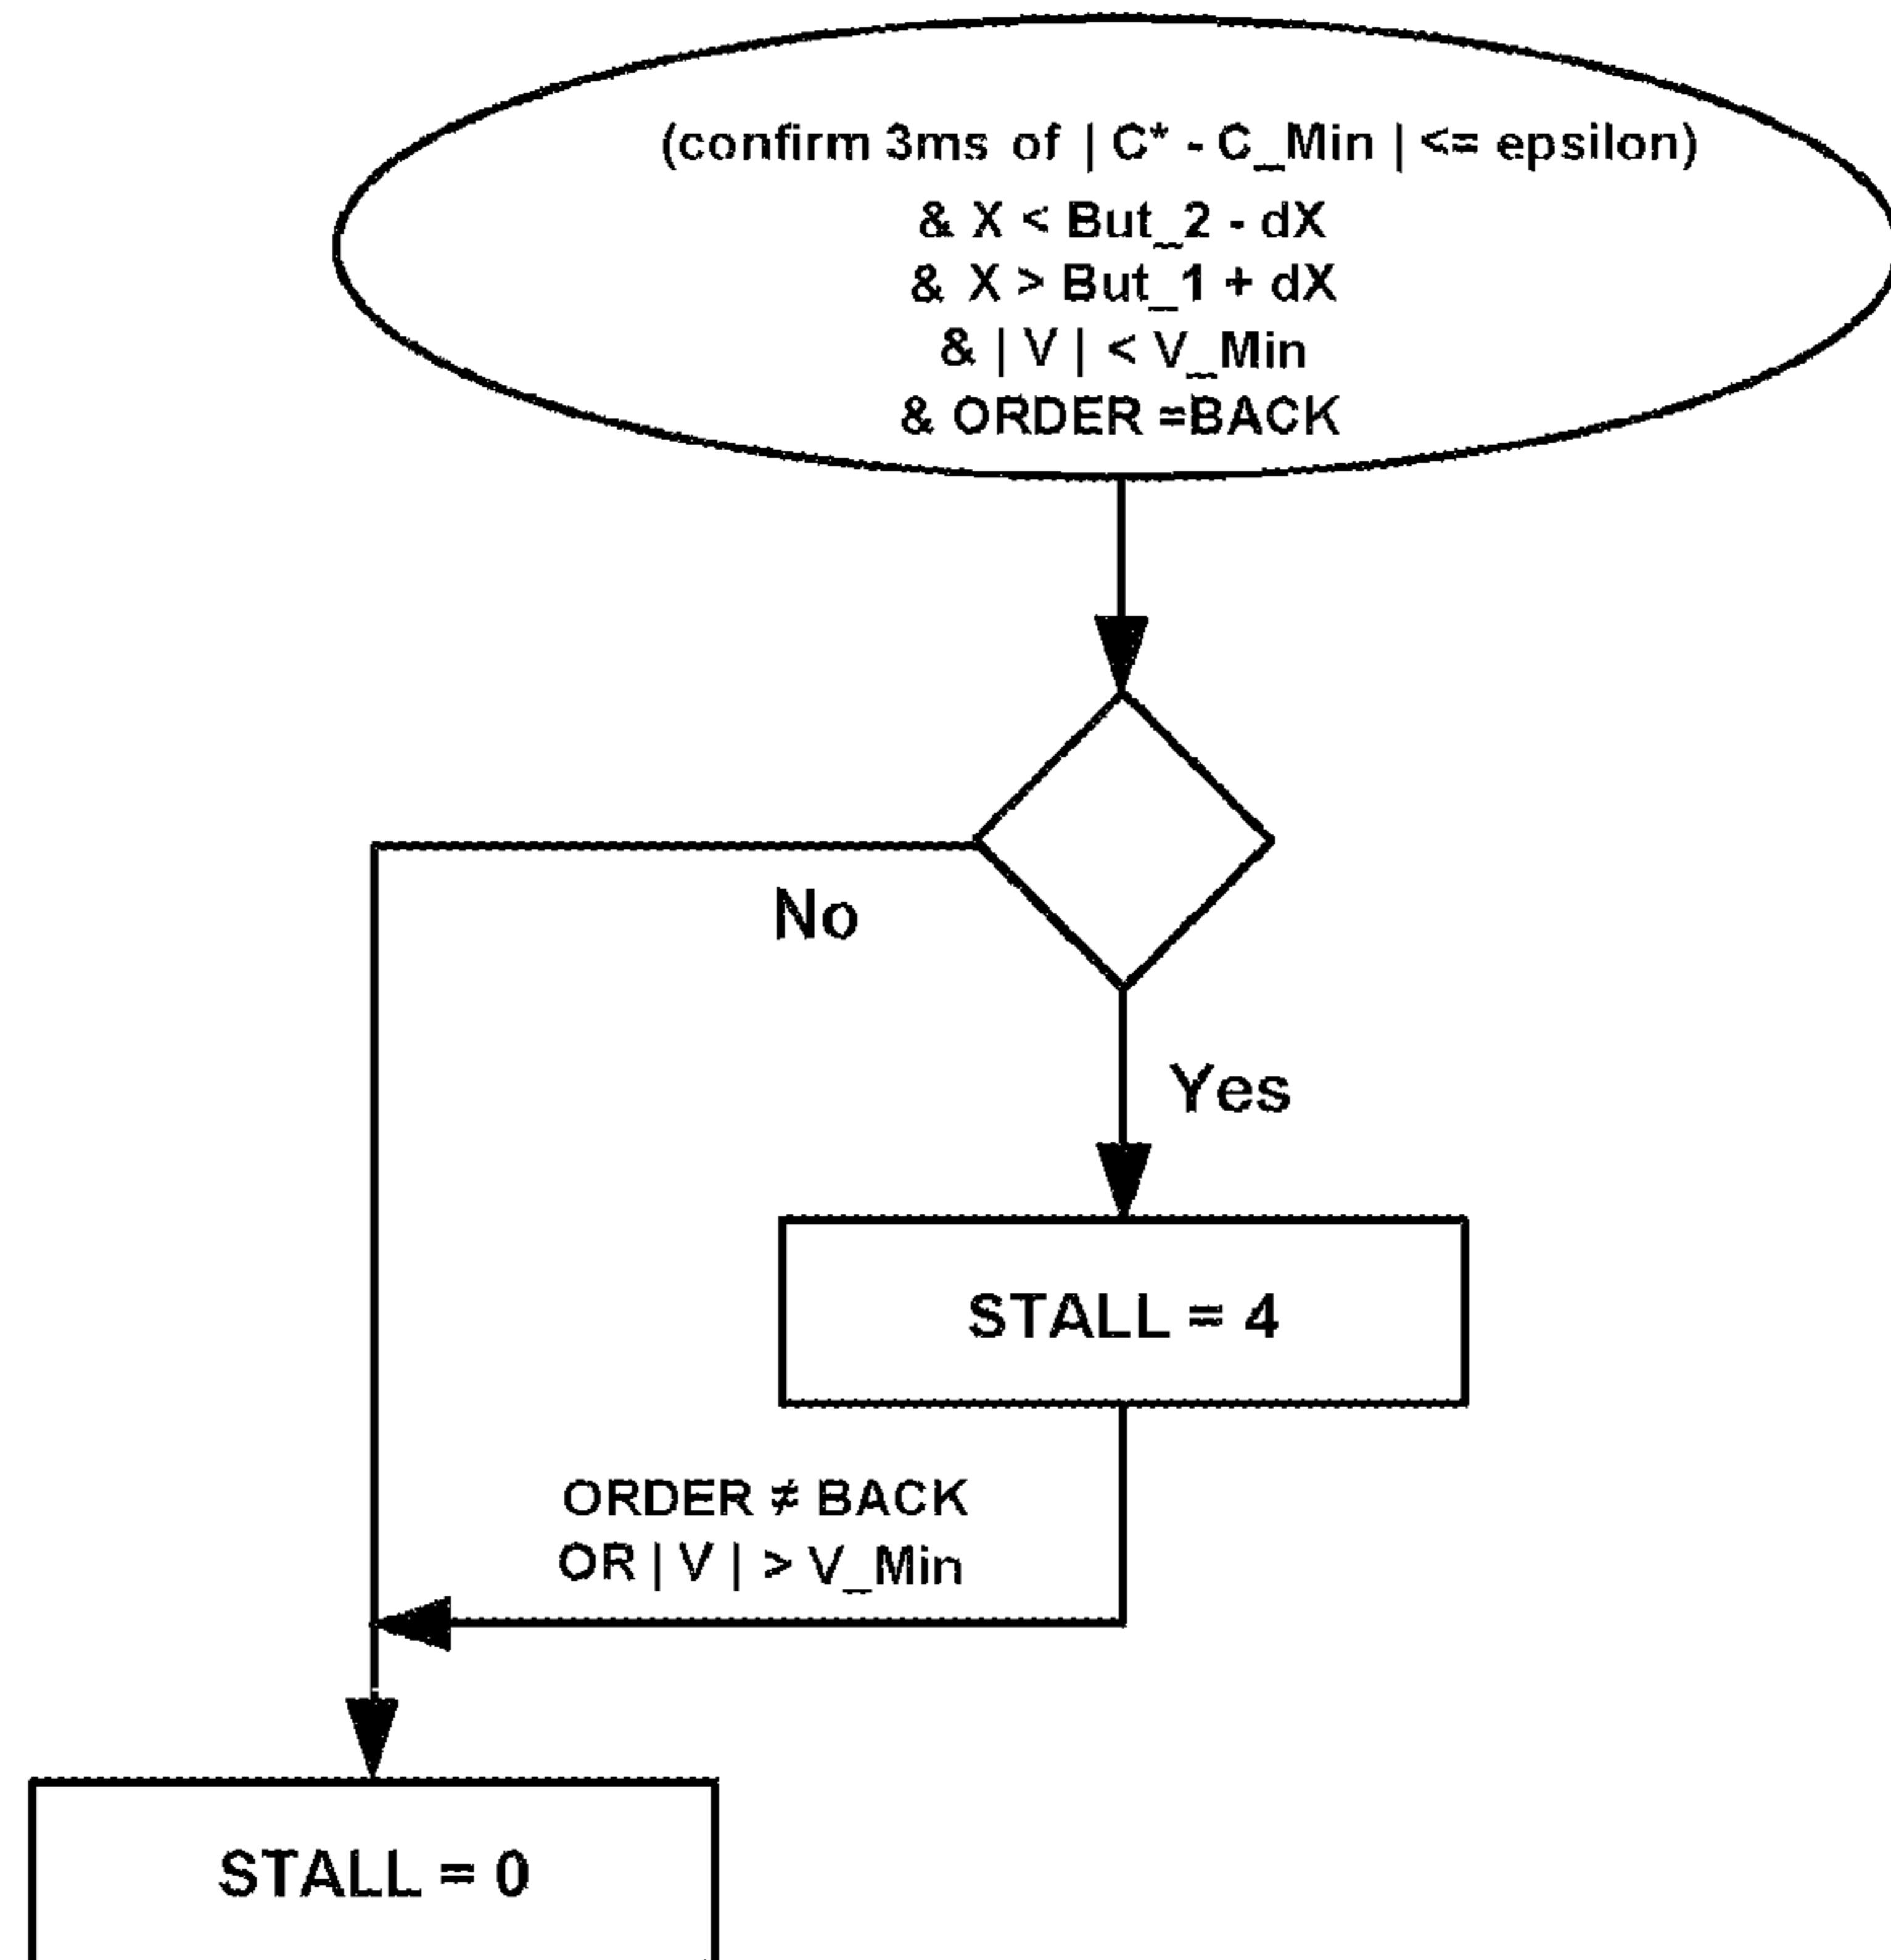 (confirm 3ms of | C* - C_Min | <= epsilon)
& X < But_2 - dX
& X > But_1 + dX
& | V | < V_Min
& ORDER =BACK
No
Yes
STALL = 4
ORDER ≠ BACK
OR | V | > V_Min
STALL = 0